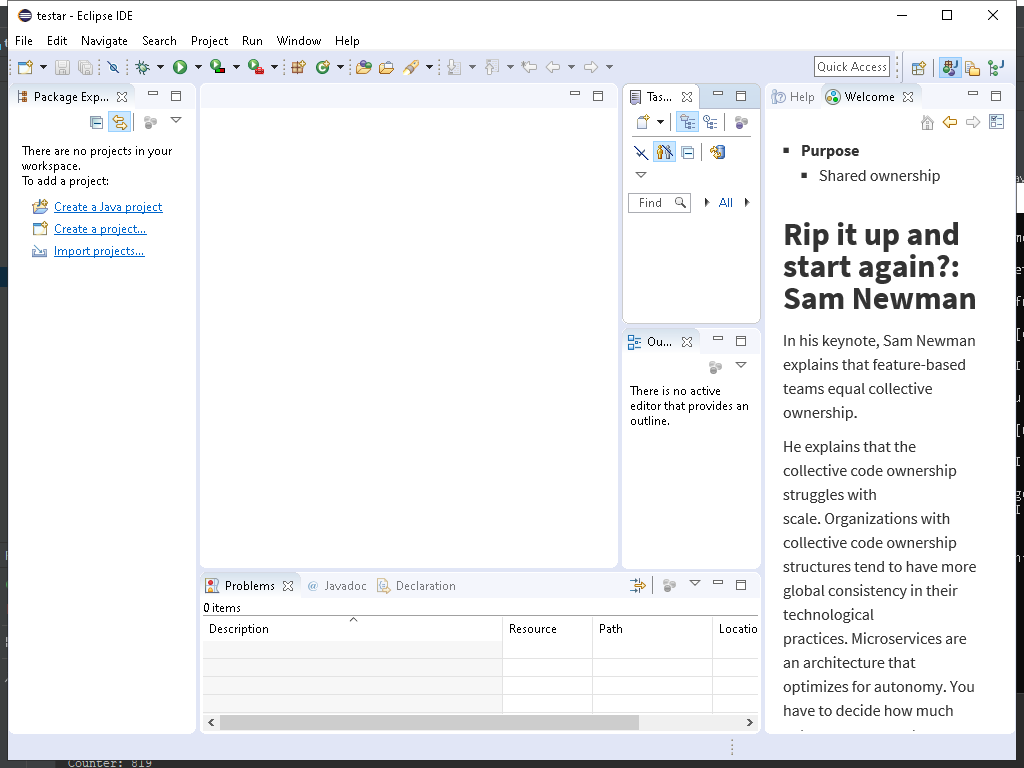 testar - Eclipse IDE
File Edit Navigate Search Project Run Window Help
Quick Access
Package Exp...
There are no projects in your
workspace.
To add a project:
Create a Java project
Create a project...
Import projects...
Tas...
Find
All
Ou...
There is no active
editor that provides an
outline.
Help Welcome
Purpose
Shared ownership
Rip it up and
start again?:
Sam Newman
In his keynote, Sam Newman
explains that feature-based
teams equal collective
ownership.
He explains that the
collective code ownership
struggles with
scale. Organizations with
collective code ownership
structures tend to have more
global consistency in their
technological
practices. Microservices are
an architecture that
optimizes for autonomy. You
have to decide how much
Problems @ Javadoc Declaration
0 items
Description Resource Path Locatio
Counter: 819